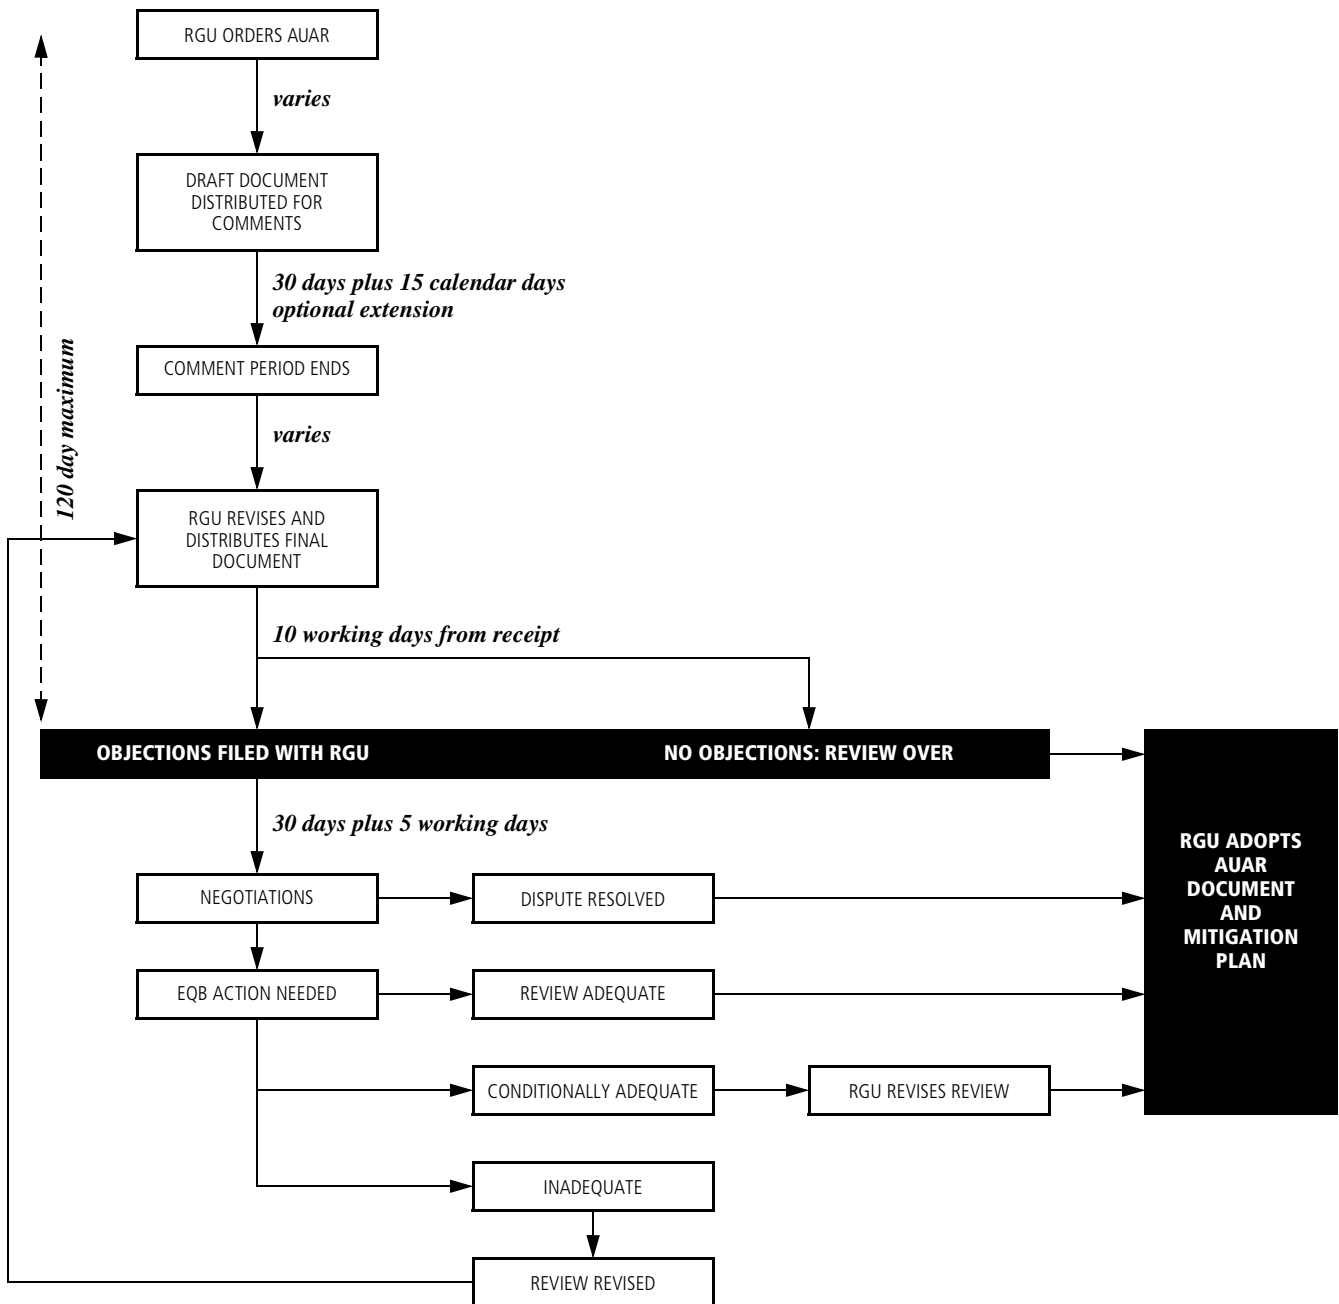 RGU ORDERS AUAR
varies
DRAFT DOCUMENT
DISTRIBUTED FOR
COMMENTS
30 days plus 15 calendar days
optional extension
COMMENT PERIOD ENDS
120 day maximum
varies
RGU REVISES AND
DISTRIBUTES FINAL
DOCUMENT
10 working days from receipt
OBJECTIONS FILED WITH RGU
NO OBJECTIONS: REVIEW OVER
30 days plus 5 working days
NEGOTIATIONS
DISPUTE RESOLVED
EQB ACTION NEEDED
REVIEW ADEQUATE
CONDITIONALLY ADEQUATE
RGU REVISES REVIEW
INADEQUATE
REVIEW REVISED
RGU ADOPTS
AUAR
DOCUMENT
AND
MITIGATION
PLAN